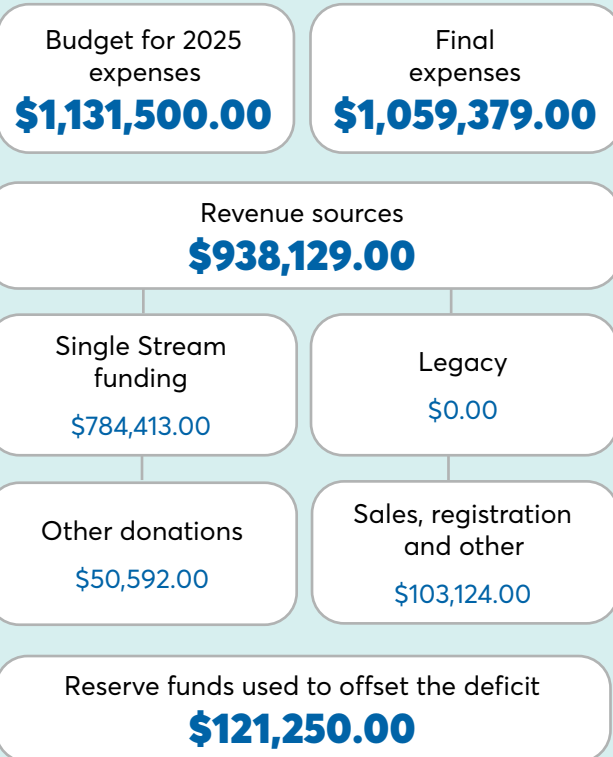 Budget for 2025
expenses
$1,131,500.00
Final
expenses
$1,059,379.00
Revenue sources
$938,129.00
Single Stream
funding
$784,413.00
Legacy
$0.00
Other donations
$50,592.00
Sales, registration
and other
$103,124.00
Reserve funds used to offset the deficit
$121,250.00